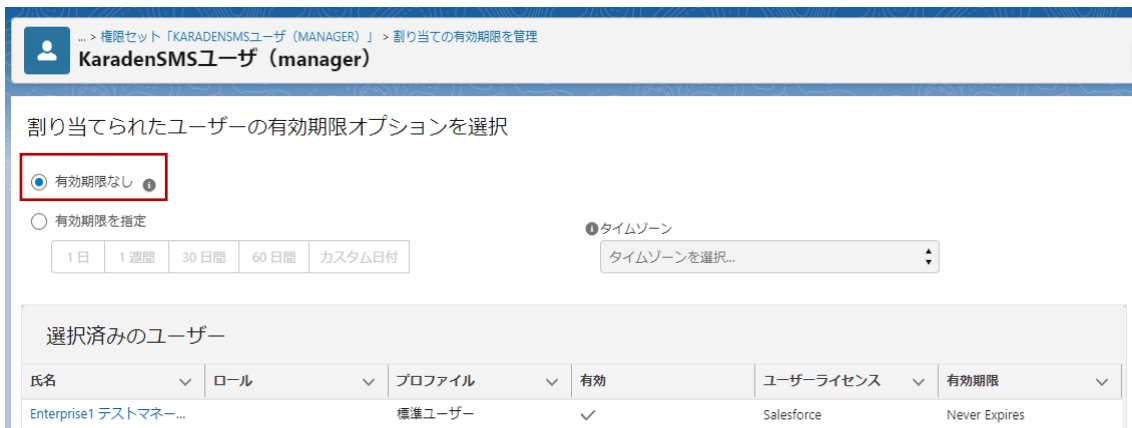 ... > 権限セット「KARADENSMSユーザ（MANAGER）」 > 割り当ての有効期限を管理
KaradenSMSユーザ（manager）
割り当てられたユーザーの有効期限オプションを選択
有効期限なし
有効期限を指定
1 日 1 週間 30 日間 60 日間 カスタム日付
タイムゾーン
タイムゾーンを選択...
選択済みのユーザー
氏名 ロール プロファイル 有効 ユーザーライセンス 有効期限
Enterprise1 テストマネー... 標準ユーザー Salesforce Never Expires